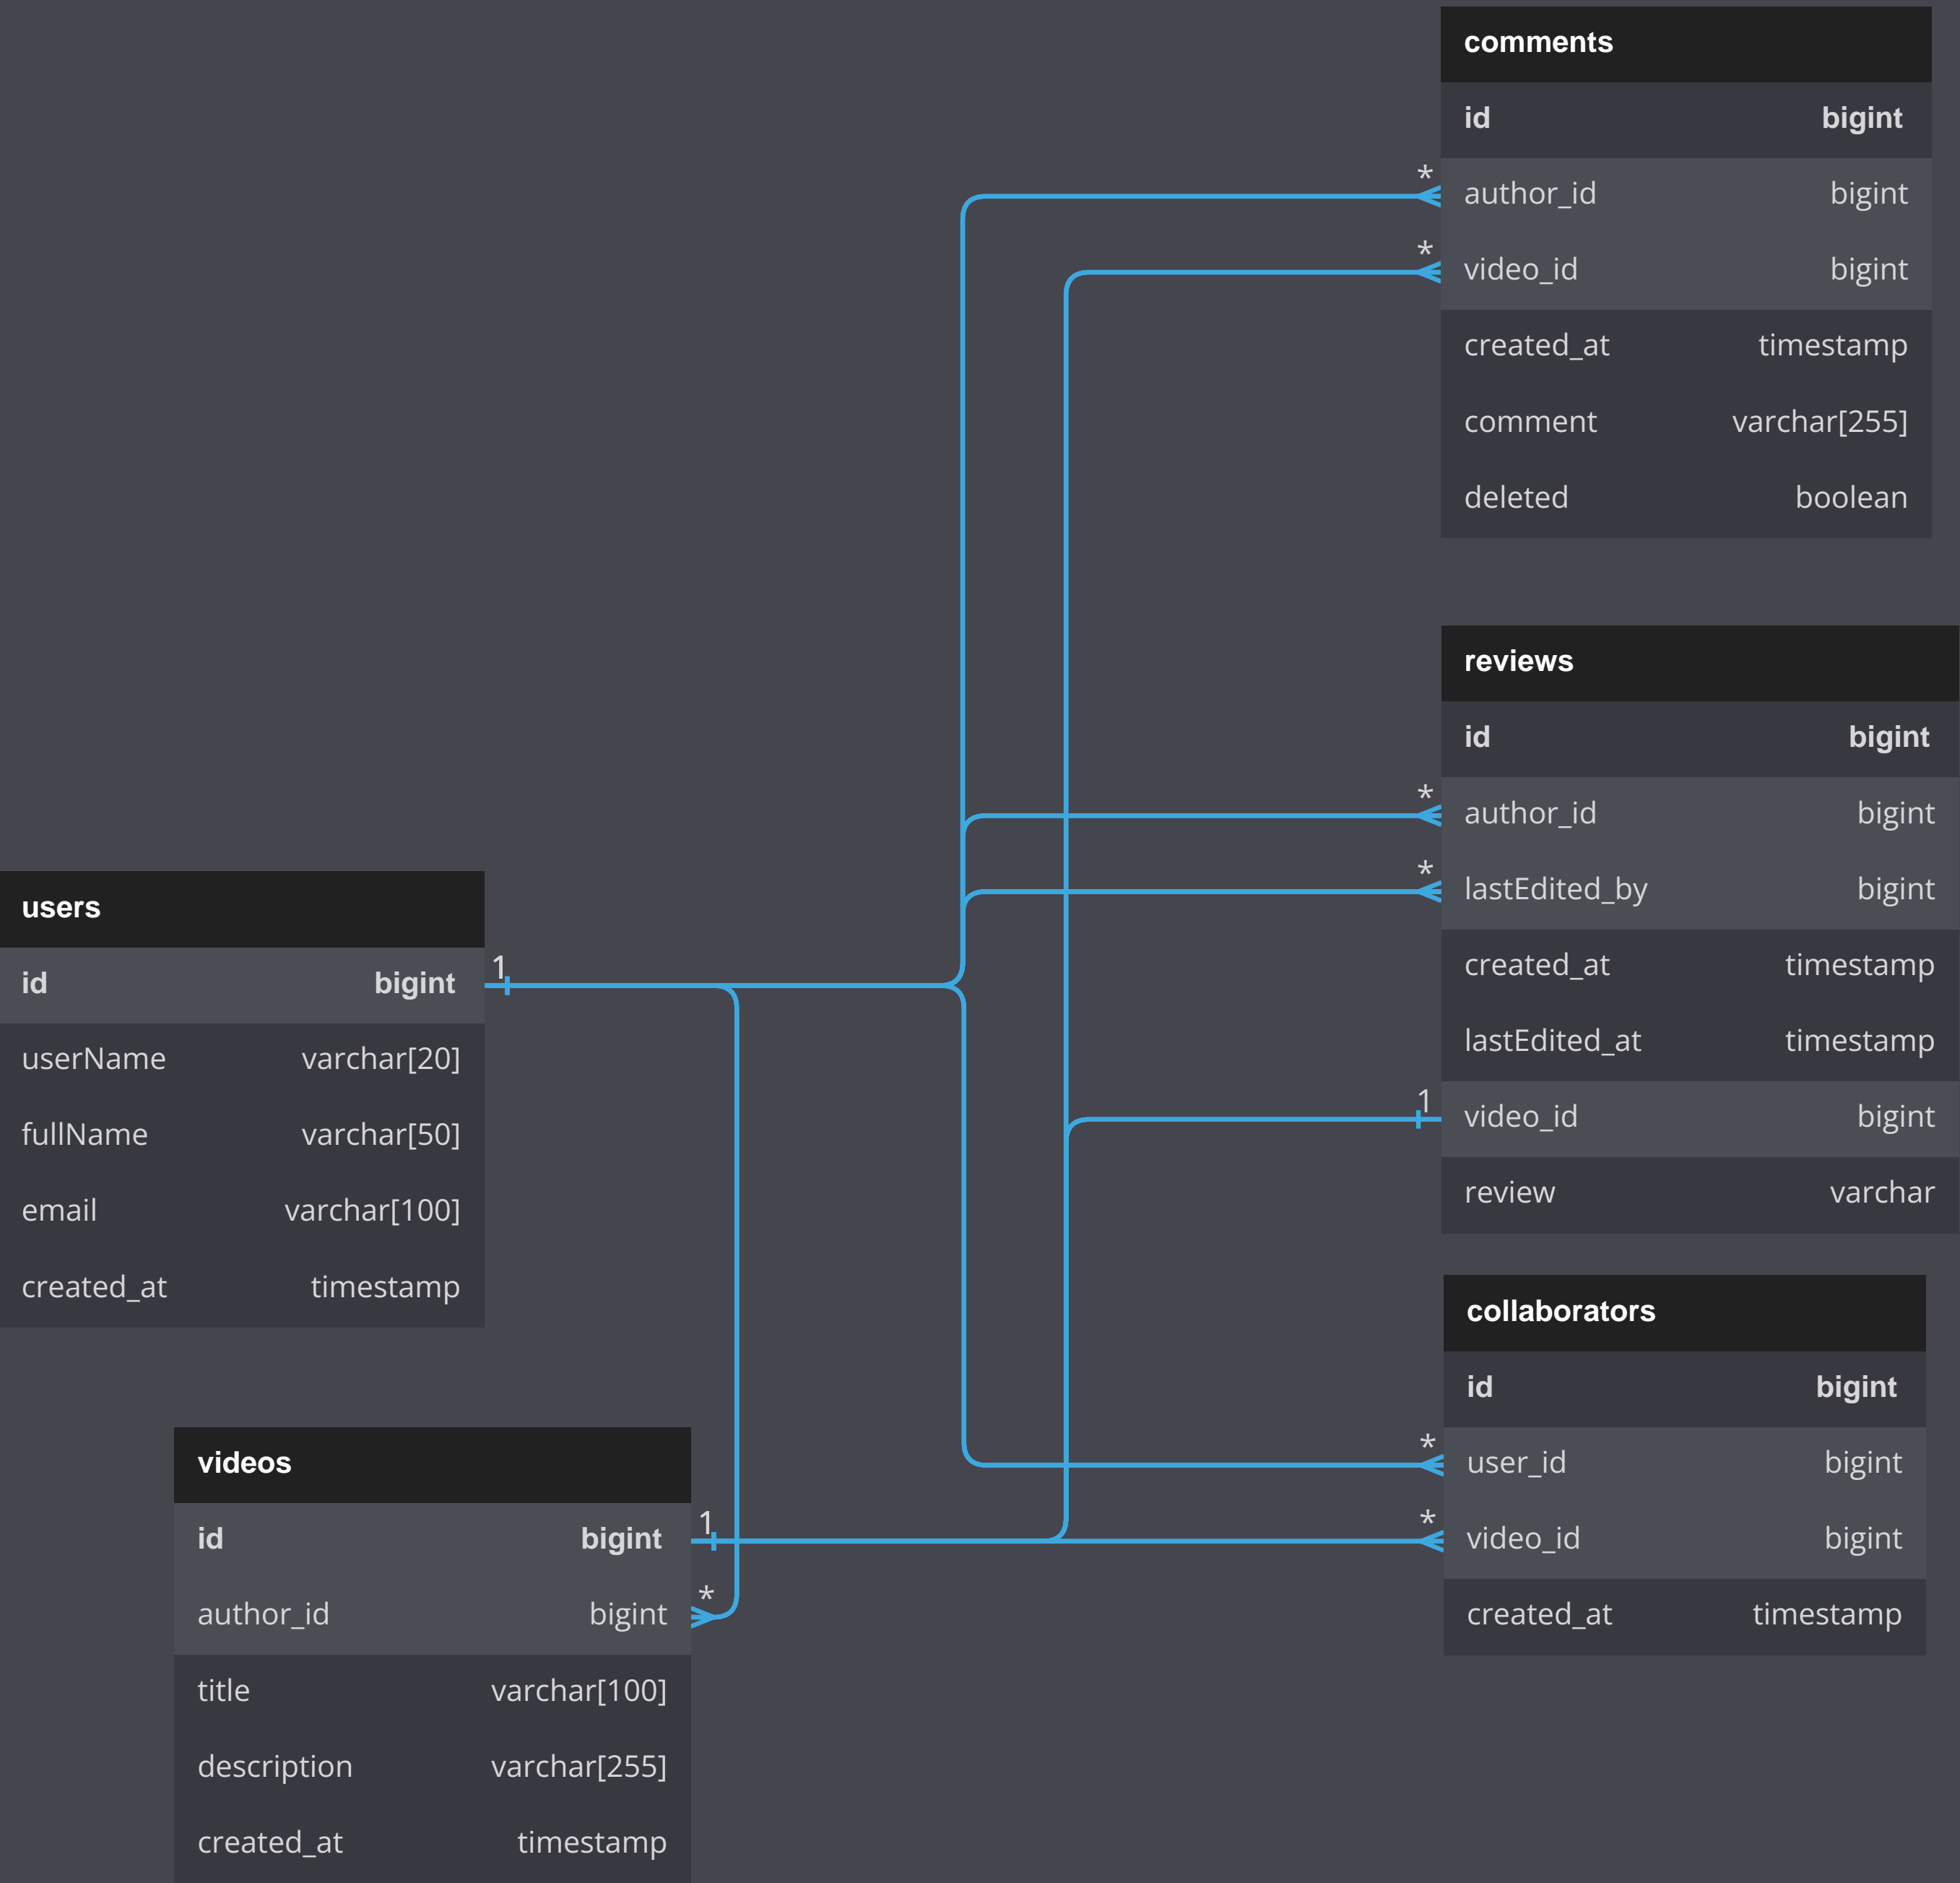 comments
id bigint
author_id bigint
video_id bigint
created_at timestamp
comment varchar[255]
deleted boolean
*
*
reviews
id bigint
author_id bigint
lastEdited_by bigint
created_at timestamp
lastEdited_at timestamp
video_id bigint
review varchar
*
*
1
users
id bigint
userName varchar[20]
fullName varchar[50]
email varchar[100]
created_at timestamp
1
collaborators
id bigint
user_id bigint
video_id bigint
created_at timestamp
*
*
videos
id bigint
author_id bigint
title varchar[100]
description varchar[255]
created_at timestamp
1
*